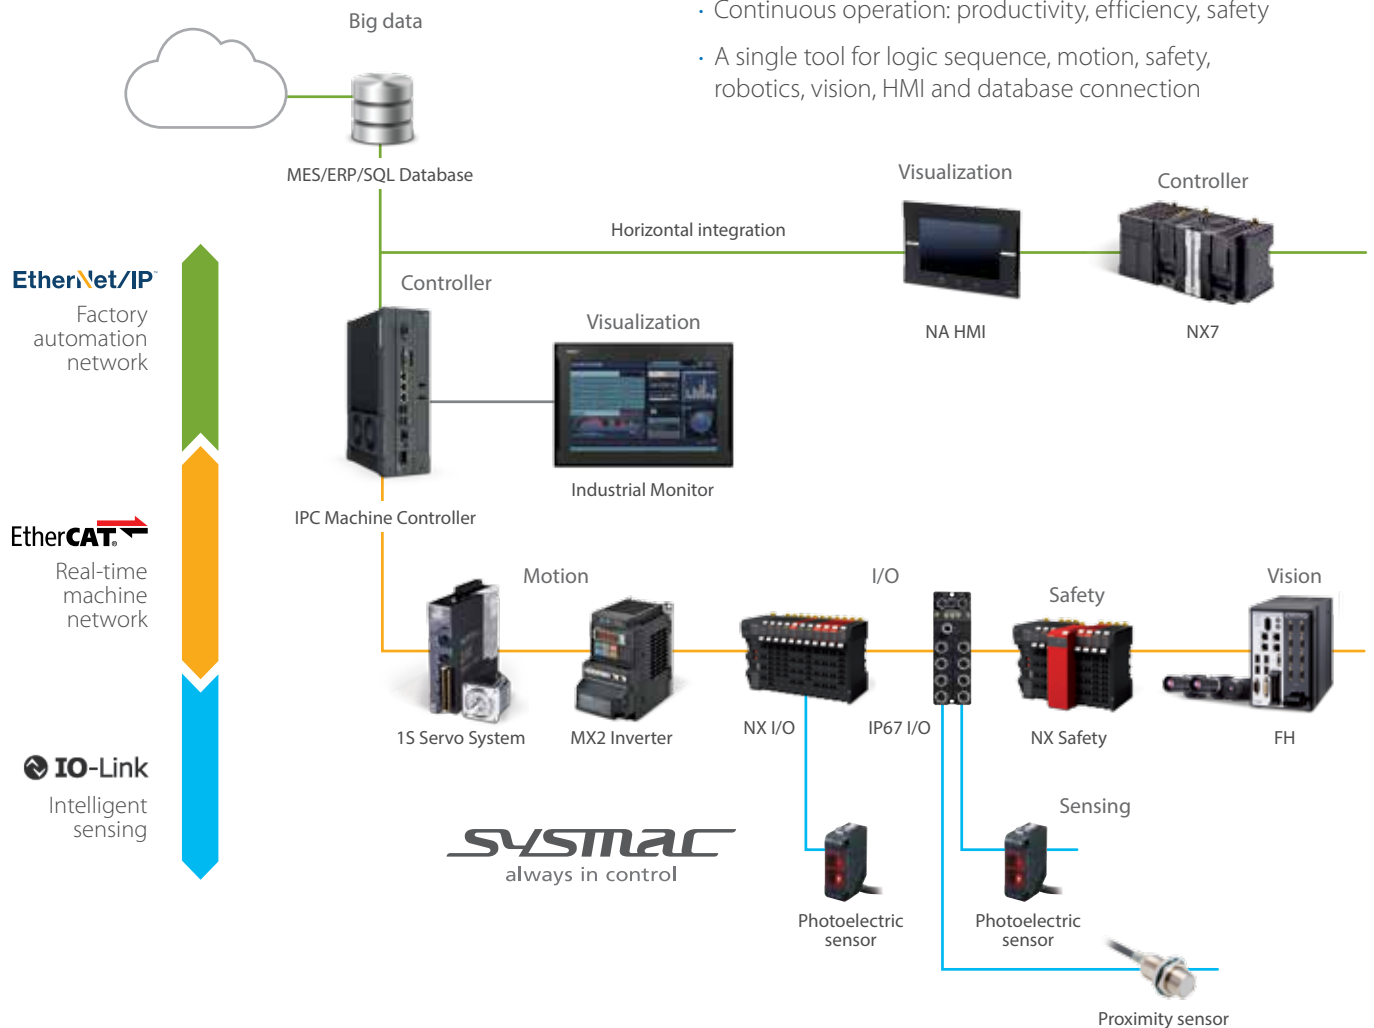 Big data
· Continuous operation: productivity, efficiency, safety
· A single tool for logic sequence, motion, safety,
robotics, vision, HMI and database connection
MES/ERP/SQL Database
Visualization
Controller
Horizontal integration
EtherNet/IP™
Factory
automation
network
Controller
Visualization
NA HMI
NX7
Industrial Monitor
IPC Machine Controller
EtherCAT®
Real-time
machine
network
Motion
I/O
Safety
Vision
1S Servo System
MX2 Inverter
NX I/O
IP67 I/O
NX Safety
FH
IO-Link
Intelligent
sensing
Sensing
sysmac
always in control
Photoelectric
sensor
Photoelectric
sensor
Proximity sensor